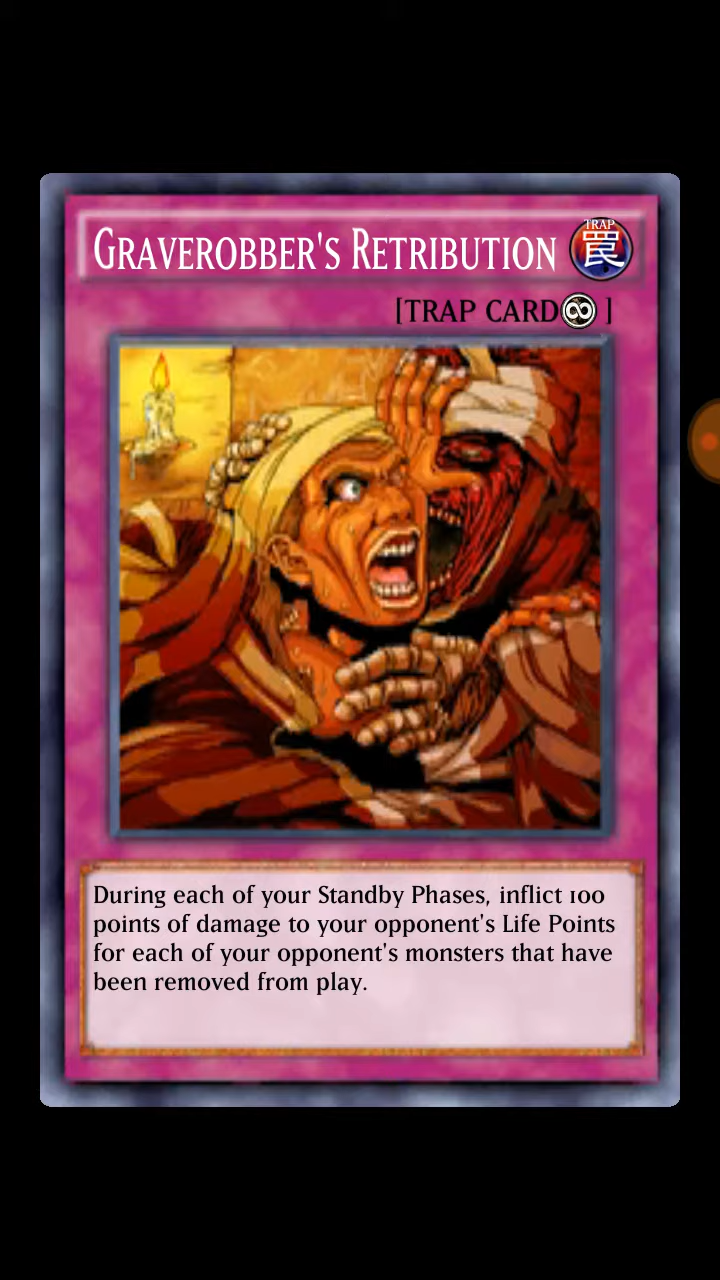 GRAVEROBBER'S RETRIBUTION
TRAP
罠
[TRAP CARD∞]
During each of your Standby Phases, inflict 100
points of damage to your opponent's Life Points
for each of your opponent's monsters that have
been removed from play.